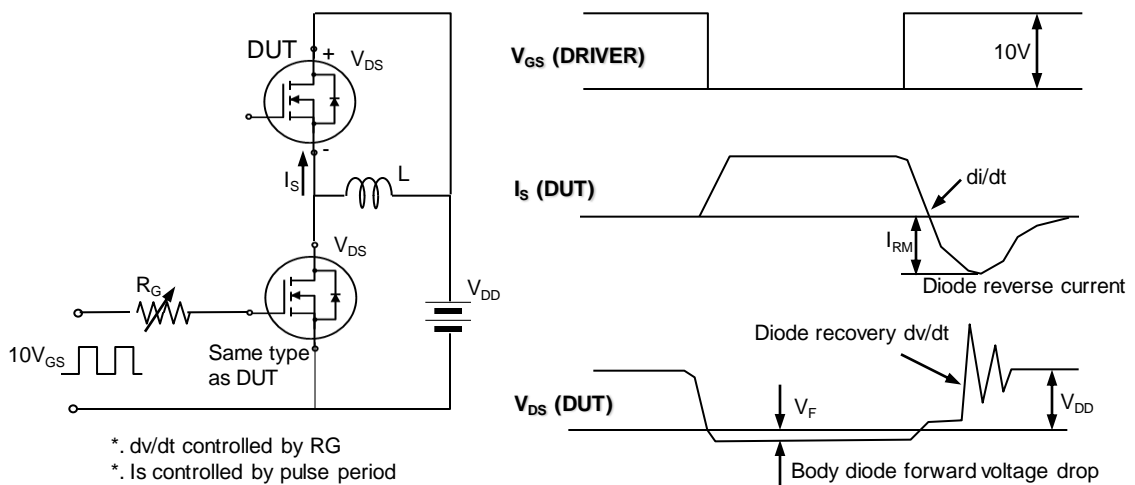 DUT
+
V_DS
-
I_S
L
V_DS
R_G
V_DD
10V_GS
Same type
as DUT
*. dv/dt controlled by RG
*. Is controlled by pulse period
V_GS (DRIVER)
10V
I_S (DUT)
di/dt
I_RM
Diode reverse current
Diode recovery dv/dt
V_DS (DUT)
V_F
V_DD
Body diode forward voltage drop